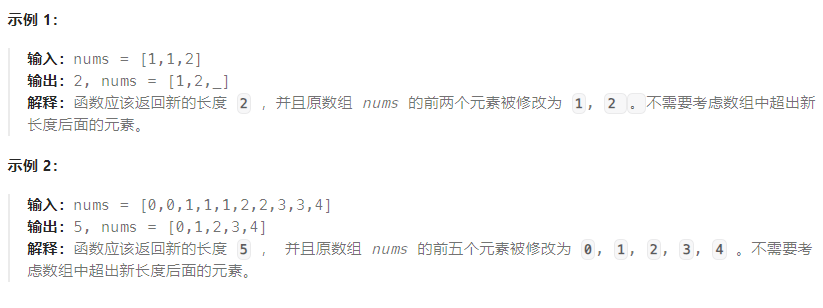 示例 1：
输入：nums = [1,1,2]
输出：2, nums = [1,2,_]
解释：函数应该返回新的长度 2 ，并且原数组 nums 的前两个元素被修改为 1, 2 。不需要考虑数组中超出新
长度后面的元素。
示例 2：
输入：nums = [0,0,1,1,1,2,2,3,3,4]
输出：5, nums = [0,1,2,3,4]
解释：函数应该返回新的长度 5 ， 并且原数组 nums 的前五个元素被修改为 0, 1, 2, 3, 4 。不需要考
虑数组中超出新长度后面的元素。